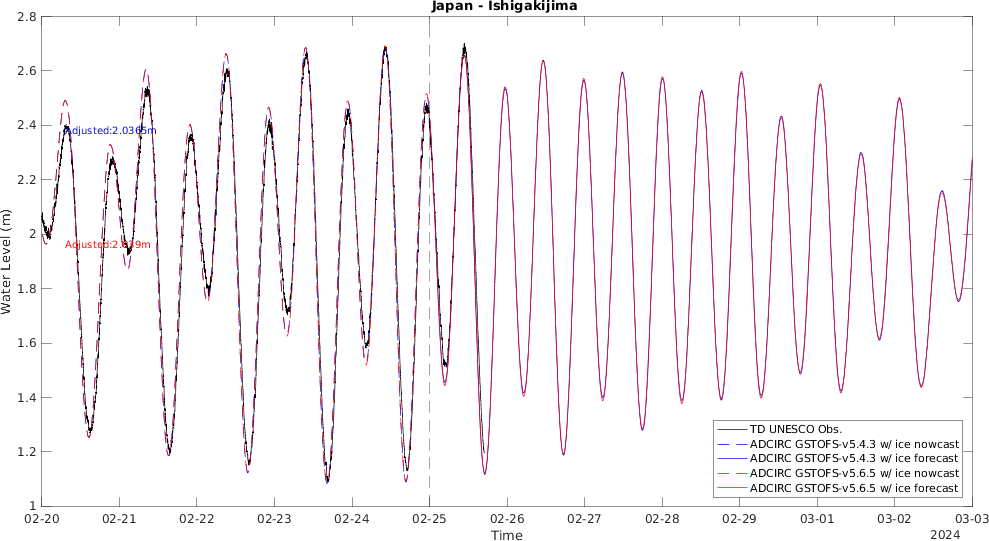 Japan - Ishigakijima
2.8
2.6
2.4
2.2
2
1.8
1.6
1.4
1.2
1
Water Level (m)
Adjusted:2.0365m
Adjusted:2.039m
TD UNESCO Obs.
ADCIRC GSTOFS-v5.4.3 w/ ice nowcast
ADCIRC GSTOFS-v5.4.3 w/ ice forecast
ADCIRC GSTOFS-v5.6.5 w/ ice nowcast
ADCIRC GSTOFS-v5.6.5 w/ ice forecast
02-20 02-21 02-22 02-23 02-24 02-25 02-26 02-27 02-28 02-29 03-01 03-02 03-03
Time
2024